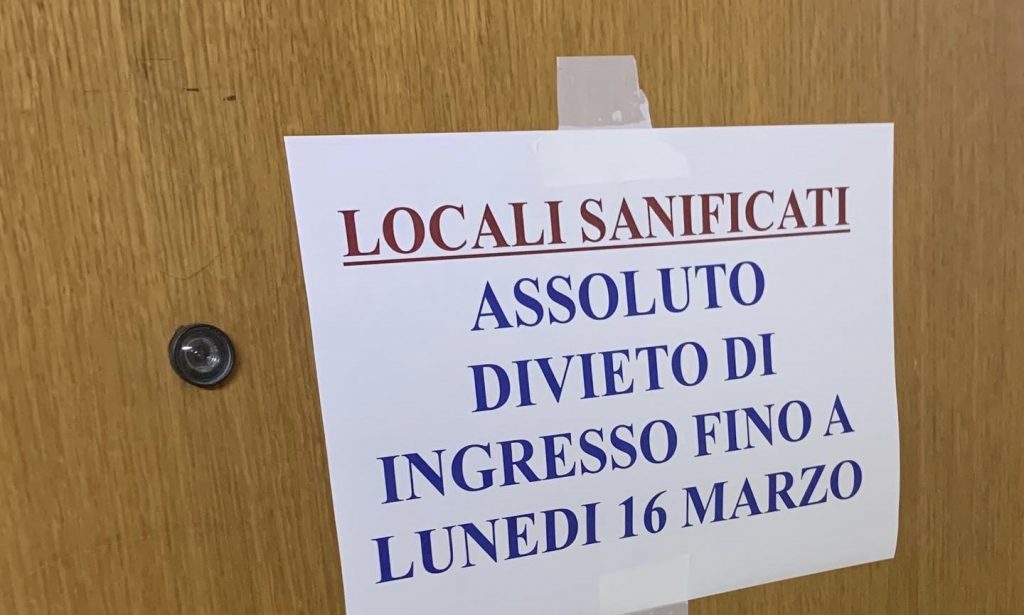 LOCALI SANIFICATI
ASSOLUTO
DIVIETO DI
INGRESSO FINO A
LUNEDI 16 MARZO